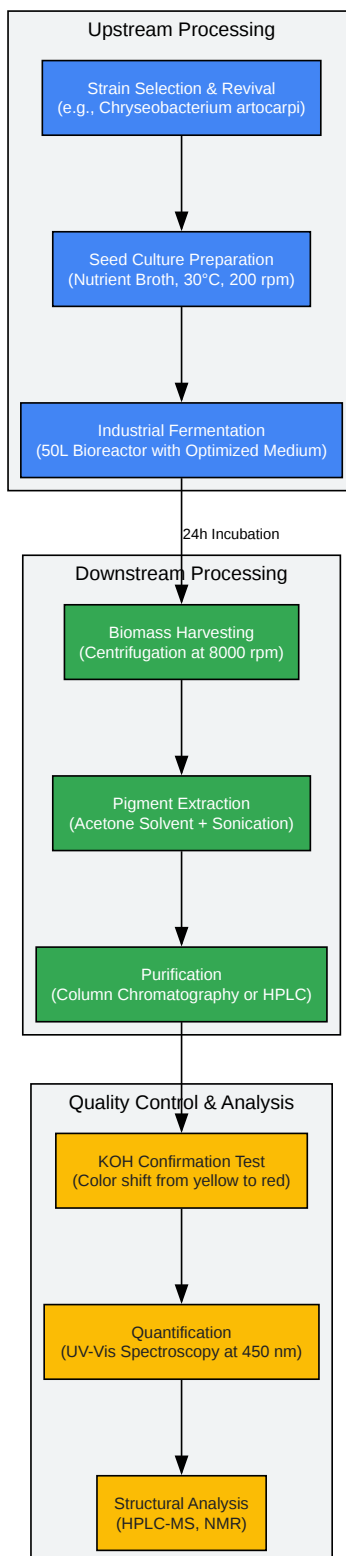 Upstream Processing
Strain Selection & Revival
(e.g., Chryseobacterium artocarpi)
Seed Culture Preparation
(Nutrient Broth, 30°C, 200 rpm)
Industrial Fermentation
(50L Bioreactor with Optimized Medium)
24h Incubation
Downstream Processing
Biomass Harvesting
(Centrifugation at 8000 rpm)
Pigment Extraction
(Acetone Solvent + Sonication)
Purification
(Column Chromatography or HPLC)
Quality Control & Analysis
KOH Confirmation Test
(Color shift from yellow to red)
Quantification
(UV-Vis Spectroscopy at 450 nm)
Structural Analysis
(HPLC-MS, NMR)